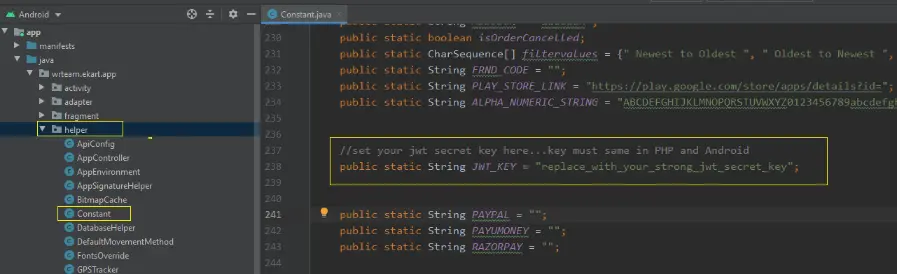 Android
app
manifests
java
wrteam.ekart.app
activity
adapter
fragment
helper
ApiConfig
AppController
AppEnvironment
AppSignatureHelper
BitmapCache
Constant
DatabaseHelper
DefaultMovementMethod
FontsOverride
GPSTracker
Constant.java
230 public static boolean isOrderCancelled;
231 public static CharSequence[] filtervalues = {" Newest to Oldest ", " Oldest to Newest ",
232 public static String FRND_CODE = "";
233 public static String PLAY_STORE_LINK = "https://play.google.com/store/apps/details?id=";
234 public static String ALPHA_NUMERIC_STRING = "ABCDEFGHIJKLMNOPQRSTUVWXYZ0123456789abcdefgh
235
236
237 //set your jwt secret key here...key must same in PHP and Android
238 public static String JWT_KEY = "replace_with_your_strong_jwt_secret_key";
239
240
241 public static String PAYPAL = "";
242 public static String PAYUMONEY = "";
243 public static String RAZORPAY = "";
244